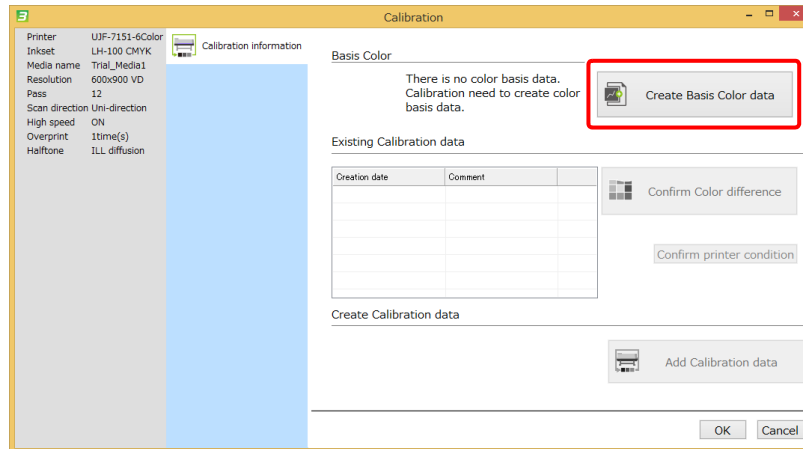 3
Calibration
Printer UJF-7151-6Color
Inkset LH-100 CMYK
Media name Trial_Media1
Resolution 600x900 VD
Pass 12
Scan direction Uni-direction
High speed ON
Overprint 1time(s)
Halftone ILL diffusion
Calibration information
Basis Color
There is no color basis data.
Calibration need to create color
basis data.
Create Basis Color data
Existing Calibration data
Creation date Comment
Confirm Color difference
Confirm printer condition
Create Calibration data
Add Calibration data
OK Cancel